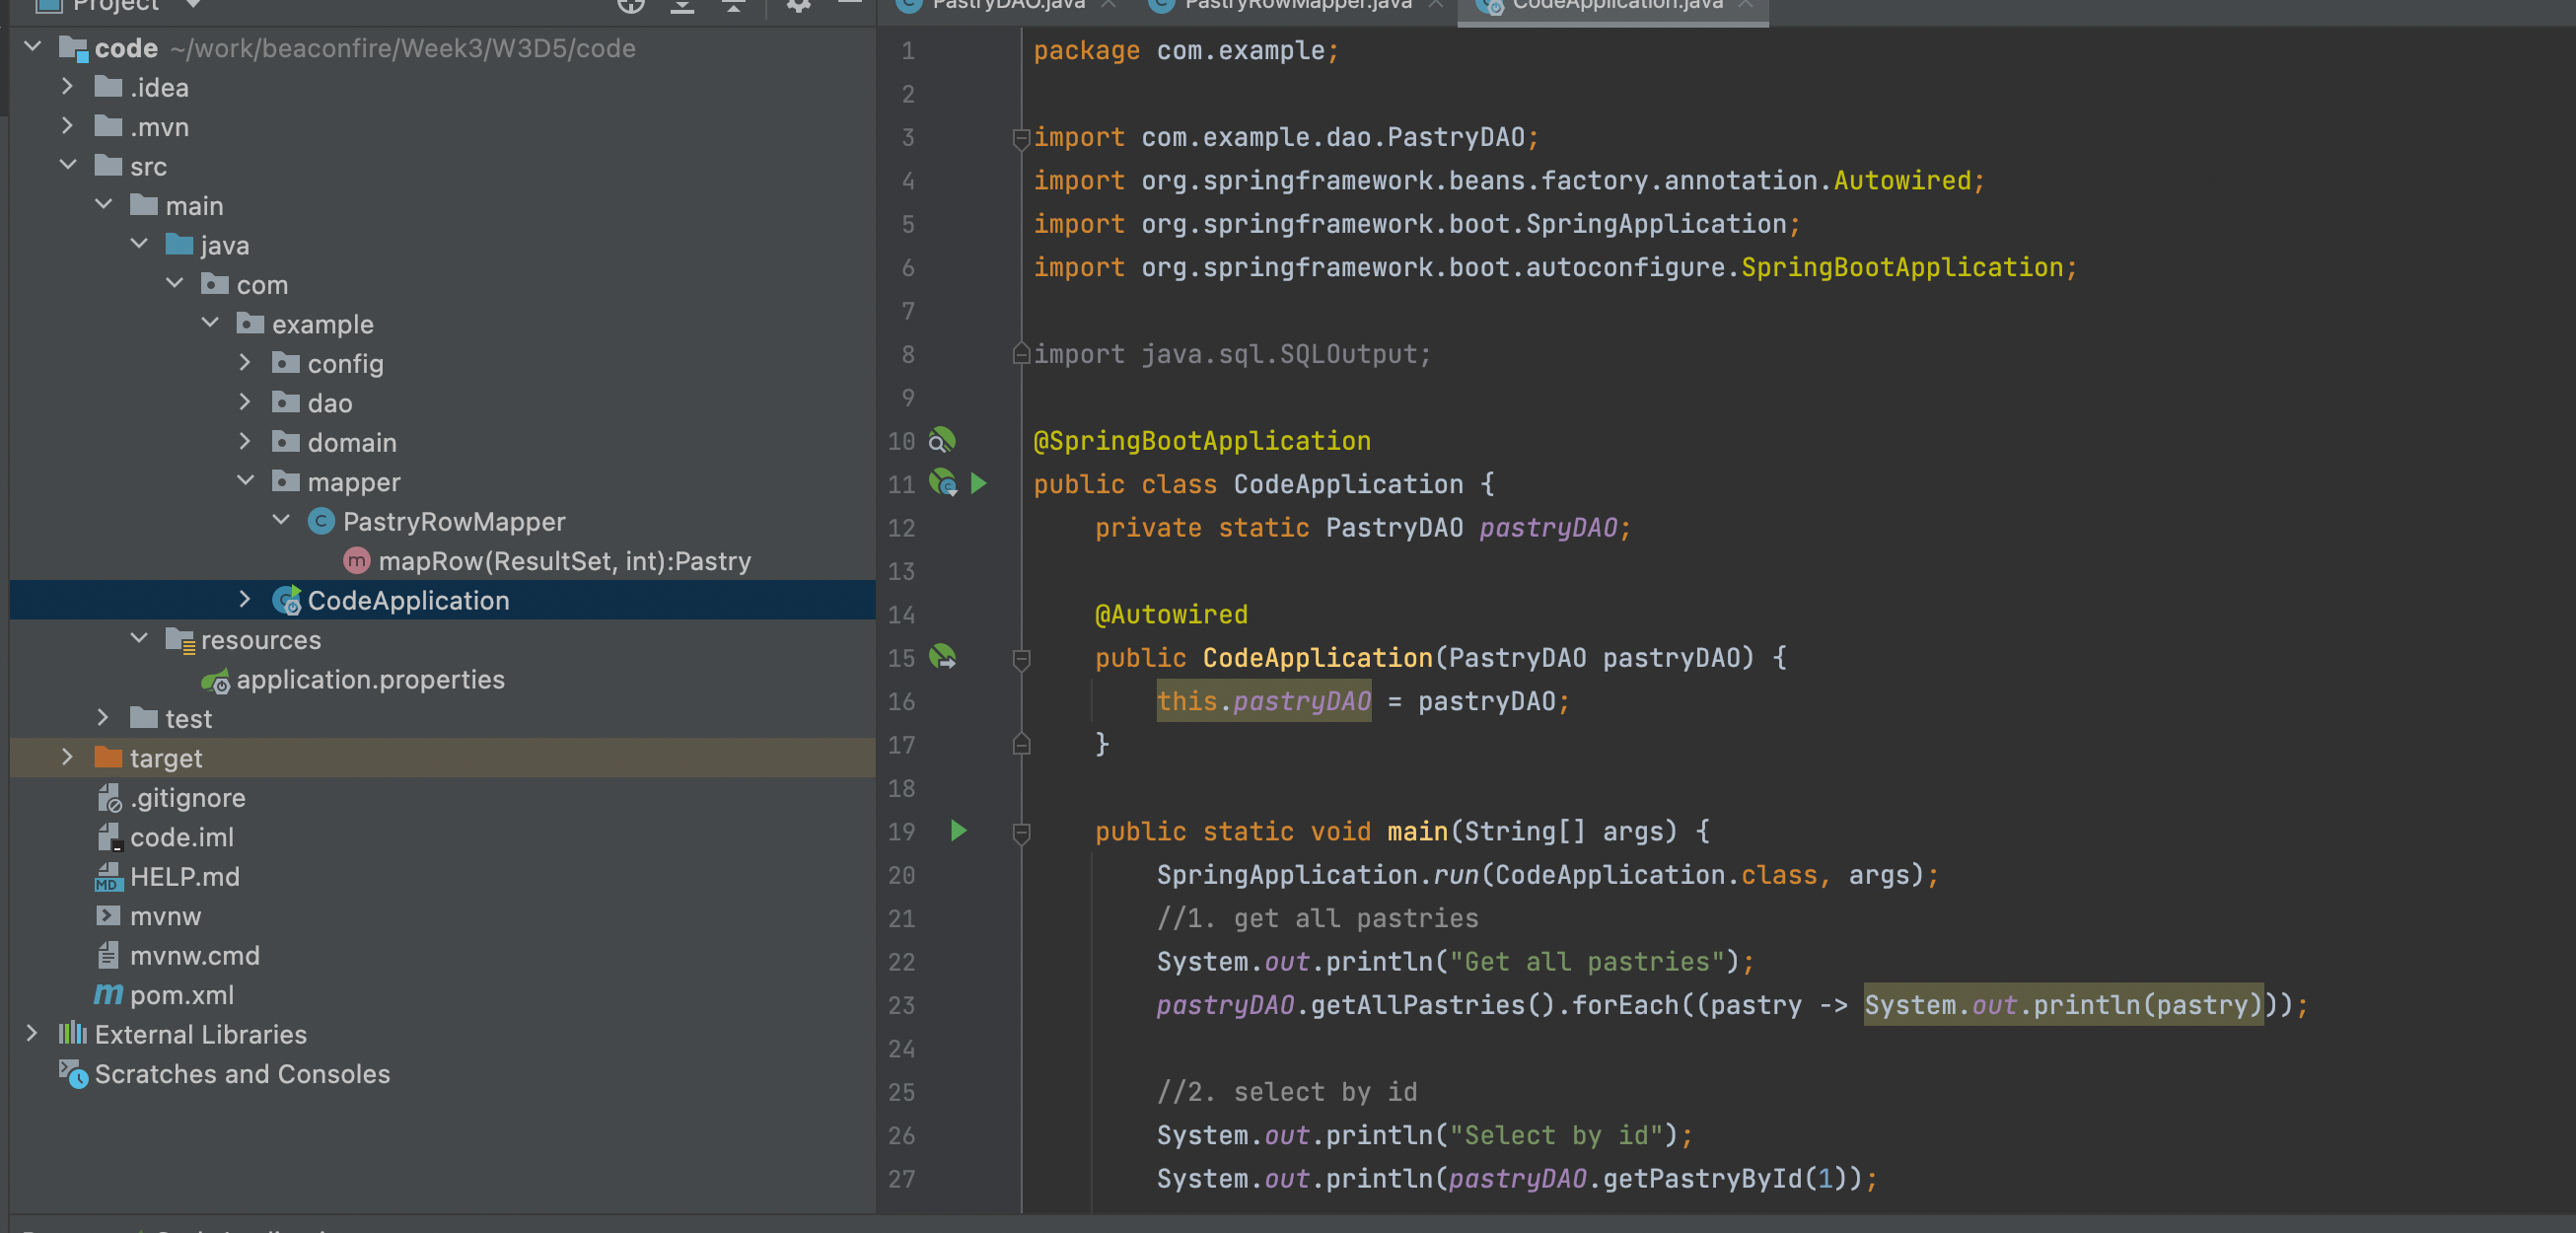 Project
code ~/work/beaconfire/Week3/W3D5/code
.idea
.mvn
src
main
java
com
example
config
dao
domain
mapper
PastryRowMapper
mapRow(ResultSet, int):Pastry
CodeApplication
resources
application.properties
test
target
.gitignore
code.iml
HELP.md
mvnw
mvnw.cmd
pom.xml
External Libraries
Scratches and Consoles
PastryDAO.java PastryRowMapper.java CodeApplication.java
1 package com.example;
2
3 import com.example.dao.PastryDAO;
4 import org.springframework.beans.factory.annotation.Autowired;
5 import org.springframework.boot.SpringApplication;
6 import org.springframework.boot.autoconfigure.SpringBootApplication;
7
8 import java.sql.SQLOutput;
9
10 @SpringBootApplication
11 public class CodeApplication {
12 private static PastryDAO pastryDAO;
13
14 @Autowired
15 public CodeApplication(PastryDAO pastryDAO) {
16 this.pastryDAO = pastryDAO;
17 }
18
19 public static void main(String[] args) {
20 SpringApplication.run(CodeApplication.class, args);
21 //1. get all pastries
22 System.out.println("Get all pastries");
23 pastryDAO.getAllPastries().forEach((pastry -> System.out.println(pastry)));
24
25 //2. select by id
26 System.out.println("Select by id");
27 System.out.println(pastryDAO.getPastryById(1));